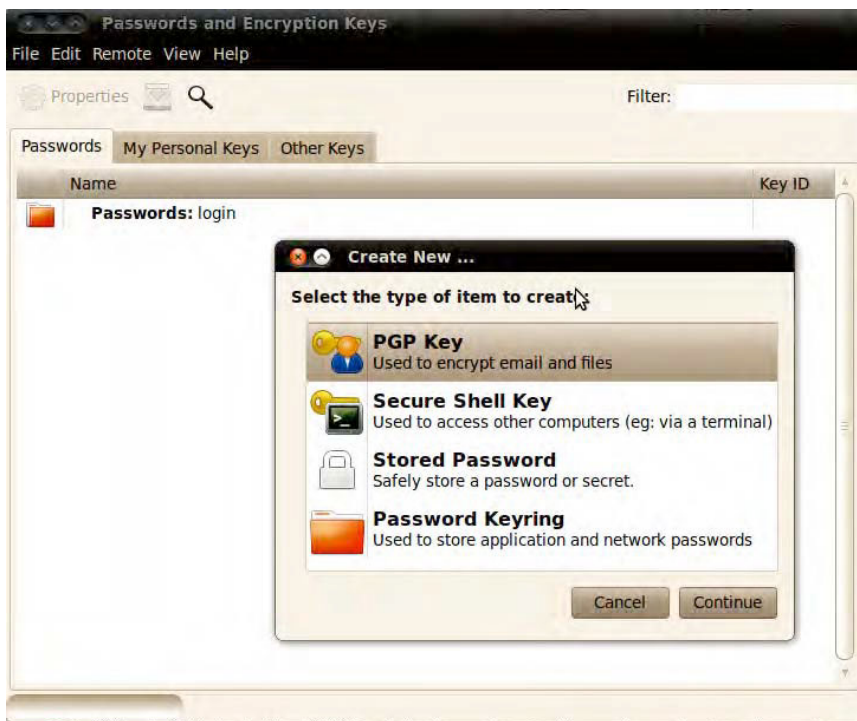 Passwords and Encryption Keys
File Edit Remote View Help
Properties Filter:
Passwords My Personal Keys Other Keys
Name Key ID
Passwords: login
Create New ...
Select the type of item to create:
PGP Key
Used to encrypt email and files
Secure Shell Key
Used to access other computers (eg: via a terminal)
Stored Password
Safely store a password or secret.
Password Keyring
Used to store application and network passwords
Cancel Continue